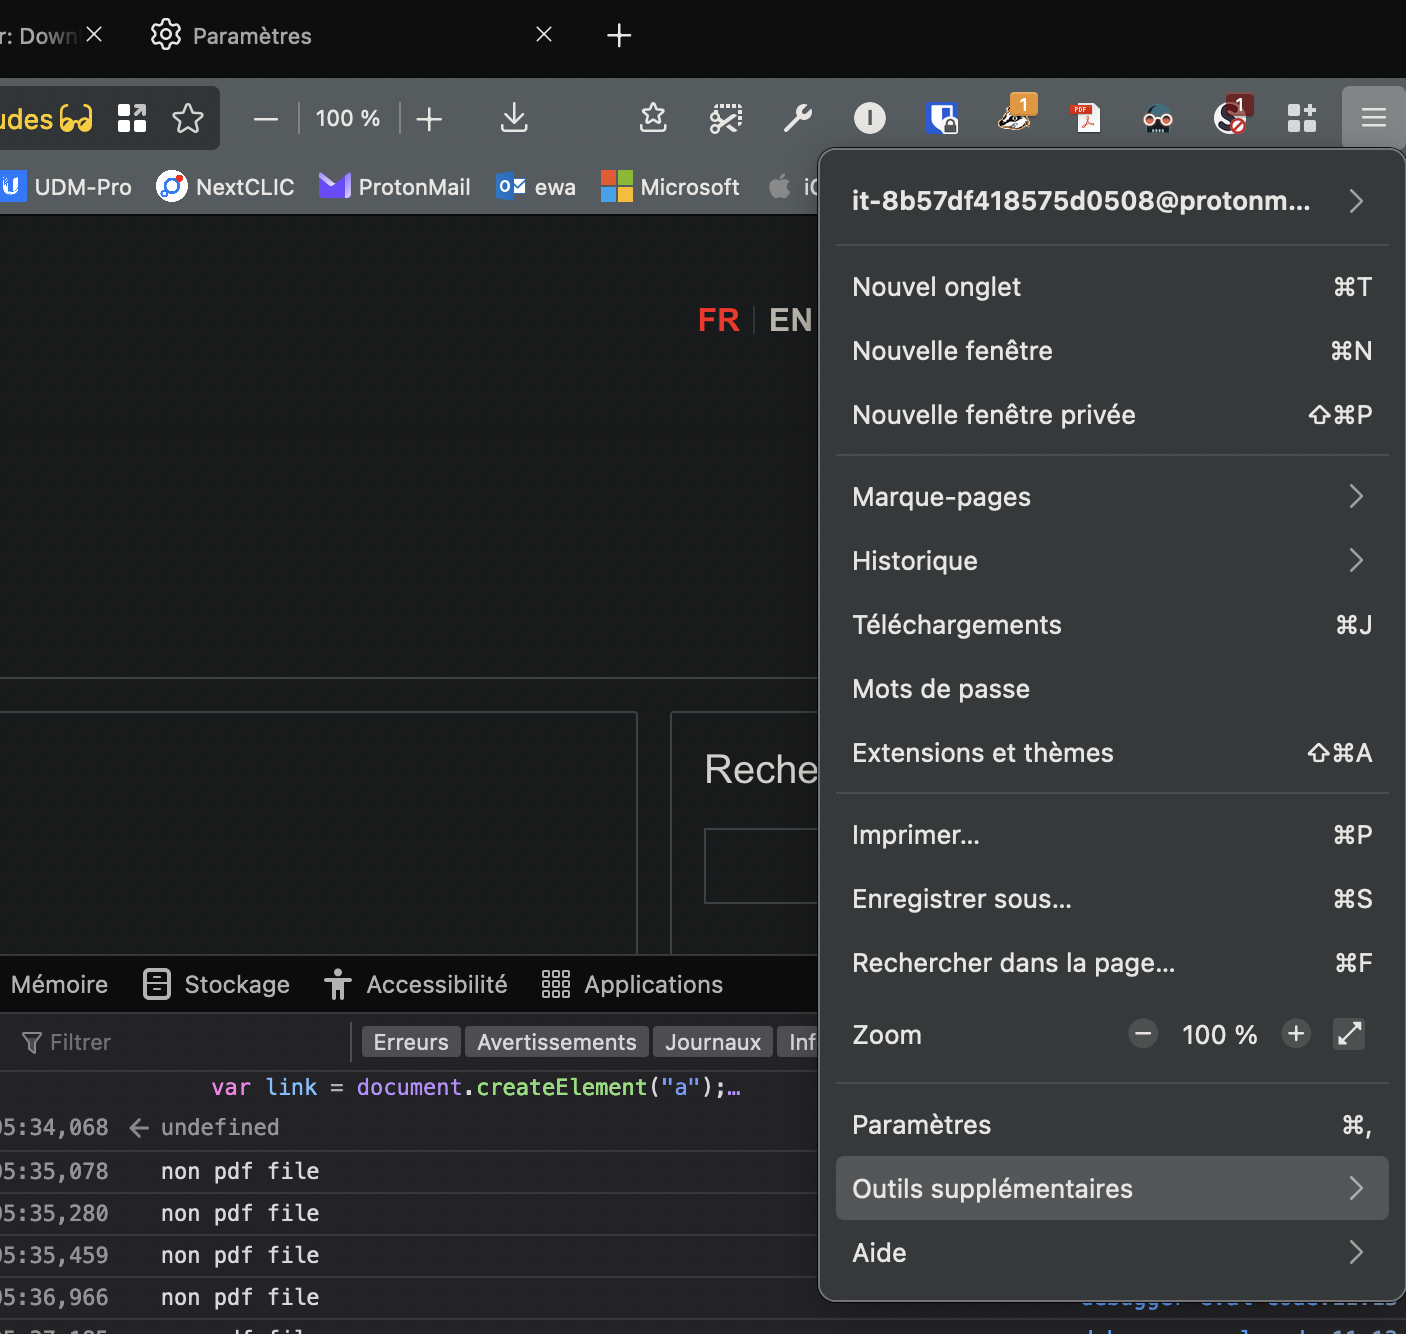 r: Down
Paramètres
udes
100 %
1
PDF
1
UDM-Pro
NextCLIC
ProtonMail
ewa
Microsoft
it-8b57df418575d0508@protonm...
Nouvel onglet ⌘T
FR
EN
Nouvelle fenêtre ⌘N
Nouvelle fenêtre privée ⇧⌘P
Marque-pages
Historique
Téléchargements ⌘J
Mots de passe
Extensions et thèmes ⇧⌘A
Reche
Imprimer... ⌘P
Enregistrer sous... ⌘S
Rechercher dans la page... ⌘F
Zoom 100 %
Paramètres ⌘,
Outils supplémentaires
Aide
Mémoire
Stockage
Accessibilité
Applications
Filtrer
Erreurs
Avertissements
Journaux
Inf
var link = document.createElement("a");…
5:34,068 ← undefined
5:35,078 non pdf file
5:35,280 non pdf file
5:35,459 non pdf file
5:36,966 non pdf file